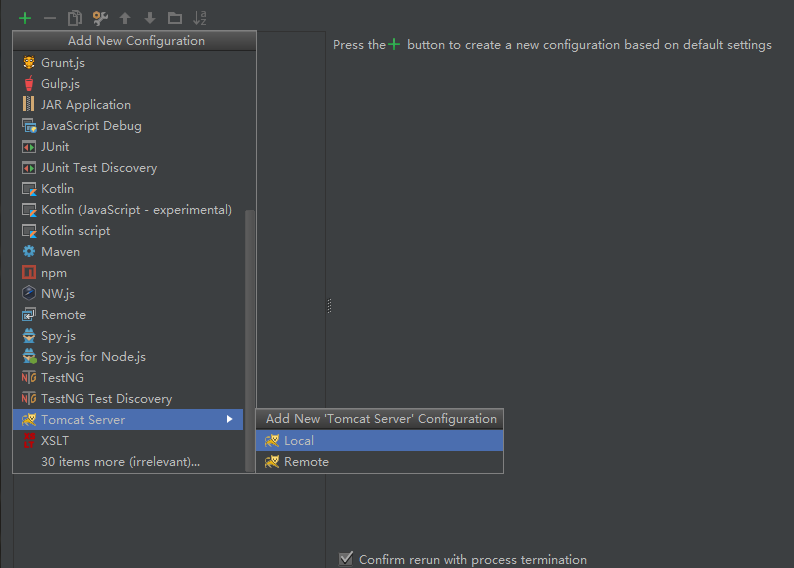 Add New Configuration
Press the + button to create a new configuration based on default settings
Grunt.js
Gulp.js
JAR Application
JavaScript Debug
JUnit
JUnit Test Discovery
Kotlin
Kotlin (JavaScript - experimental)
Kotlin script
Maven
npm
NW.js
Remote
Spy-js
Spy-js for Node.js
TestNG
TestNG Test Discovery
Tomcat Server
XSLT
30 items more (irrelevant)...
Add New 'Tomcat Server' Configuration
Local
Remote
Confirm rerun with process termination